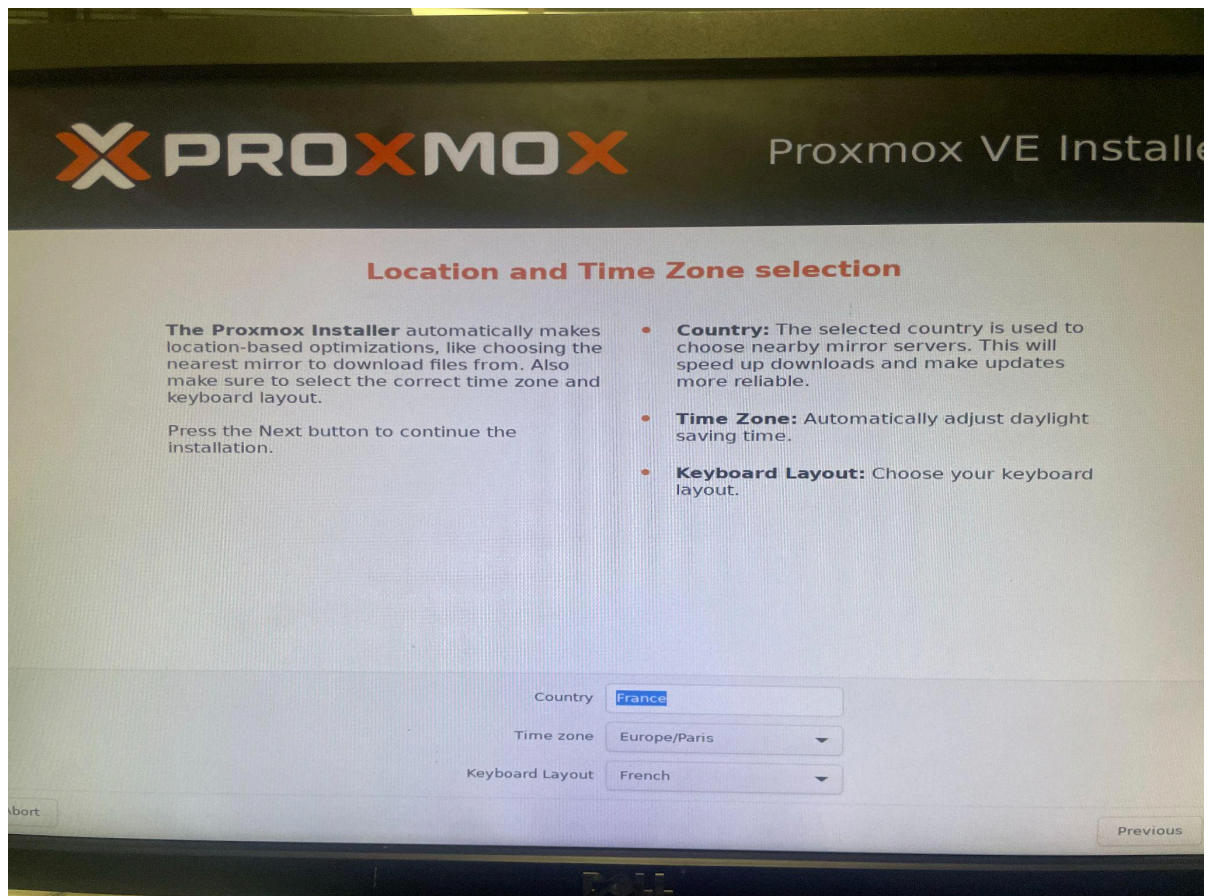 PROXMOX
Proxmox VE Installe
Location and Time Zone selection
The Proxmox Installer automatically makes
location-based optimizations, like choosing the
nearest mirror to download files from. Also
make sure to select the correct time zone and
keyboard layout.
Press the Next button to continue the
installation.
Country: The selected country is used to
choose nearby mirror servers. This will
speed up downloads and make updates
more reliable.
Time Zone: Automatically adjust daylight
saving time.
Keyboard Layout: Choose your keyboard
layout.
Country France
Time zone Europe/Paris
Keyboard Layout French
Abort
Previous
DELL